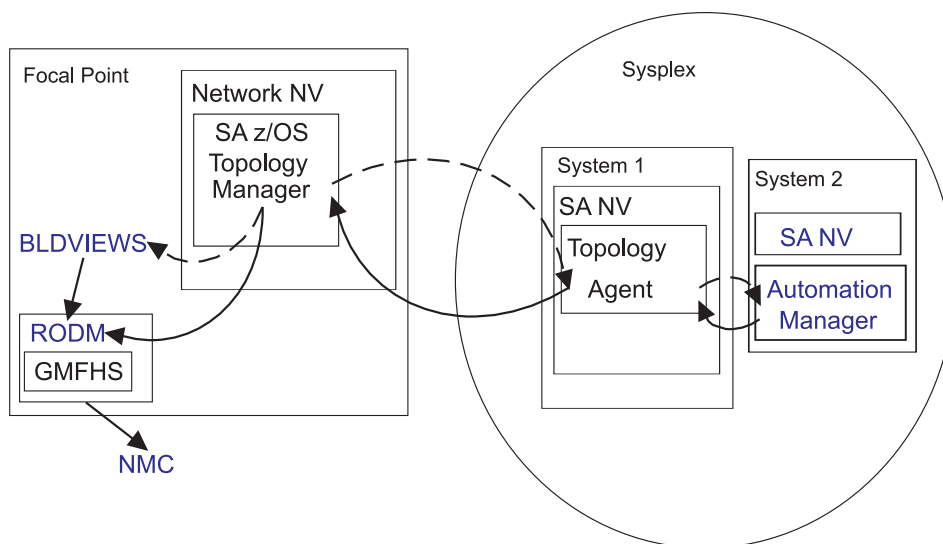 Focal Point
Network NV
SA z/OS
Topology
Manager
BLDVIEWS
RODM
GMFHS
NMC
Sysplex
System 1
SA NV
Topology
Agent
System 2
SA NV
Automation
Manager